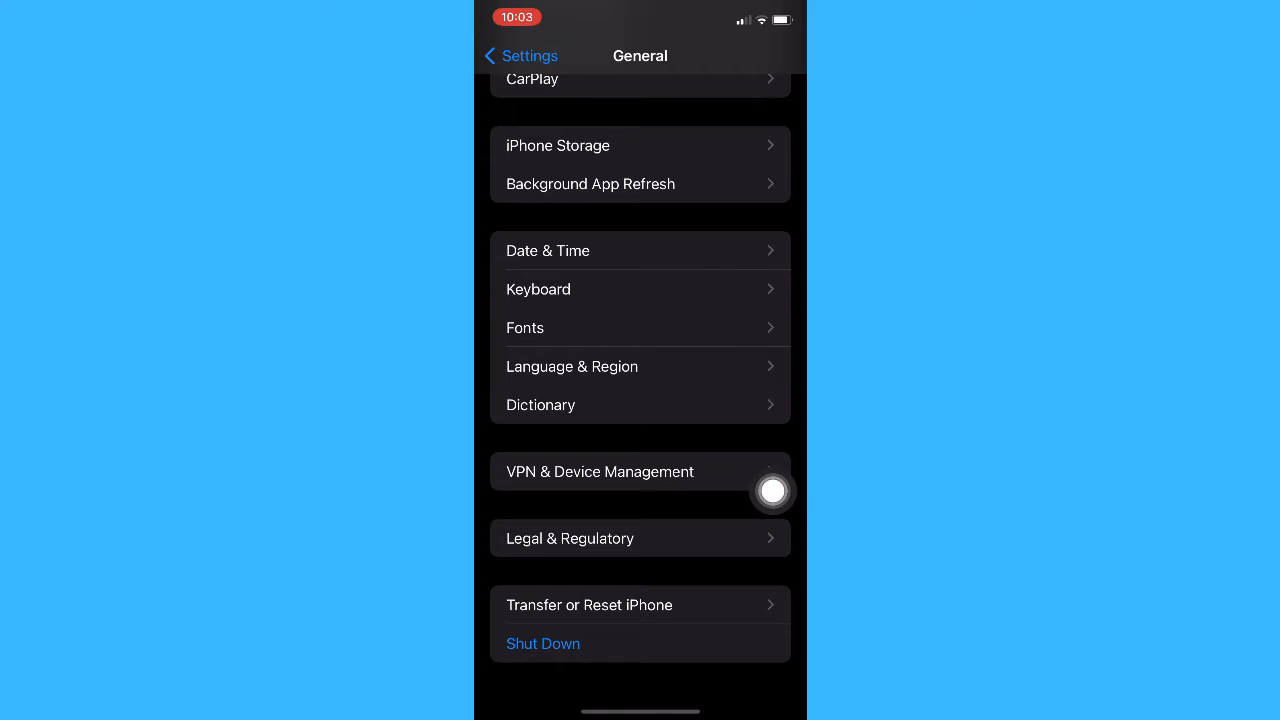 10:03
Settings
General
CarPlay
iPhone Storage
Background App Refresh
Date & Time
Keyboard
Fonts
Language & Region
Dictionary
VPN & Device Management
Legal & Regulatory
Transfer or Reset iPhone
Shut Down